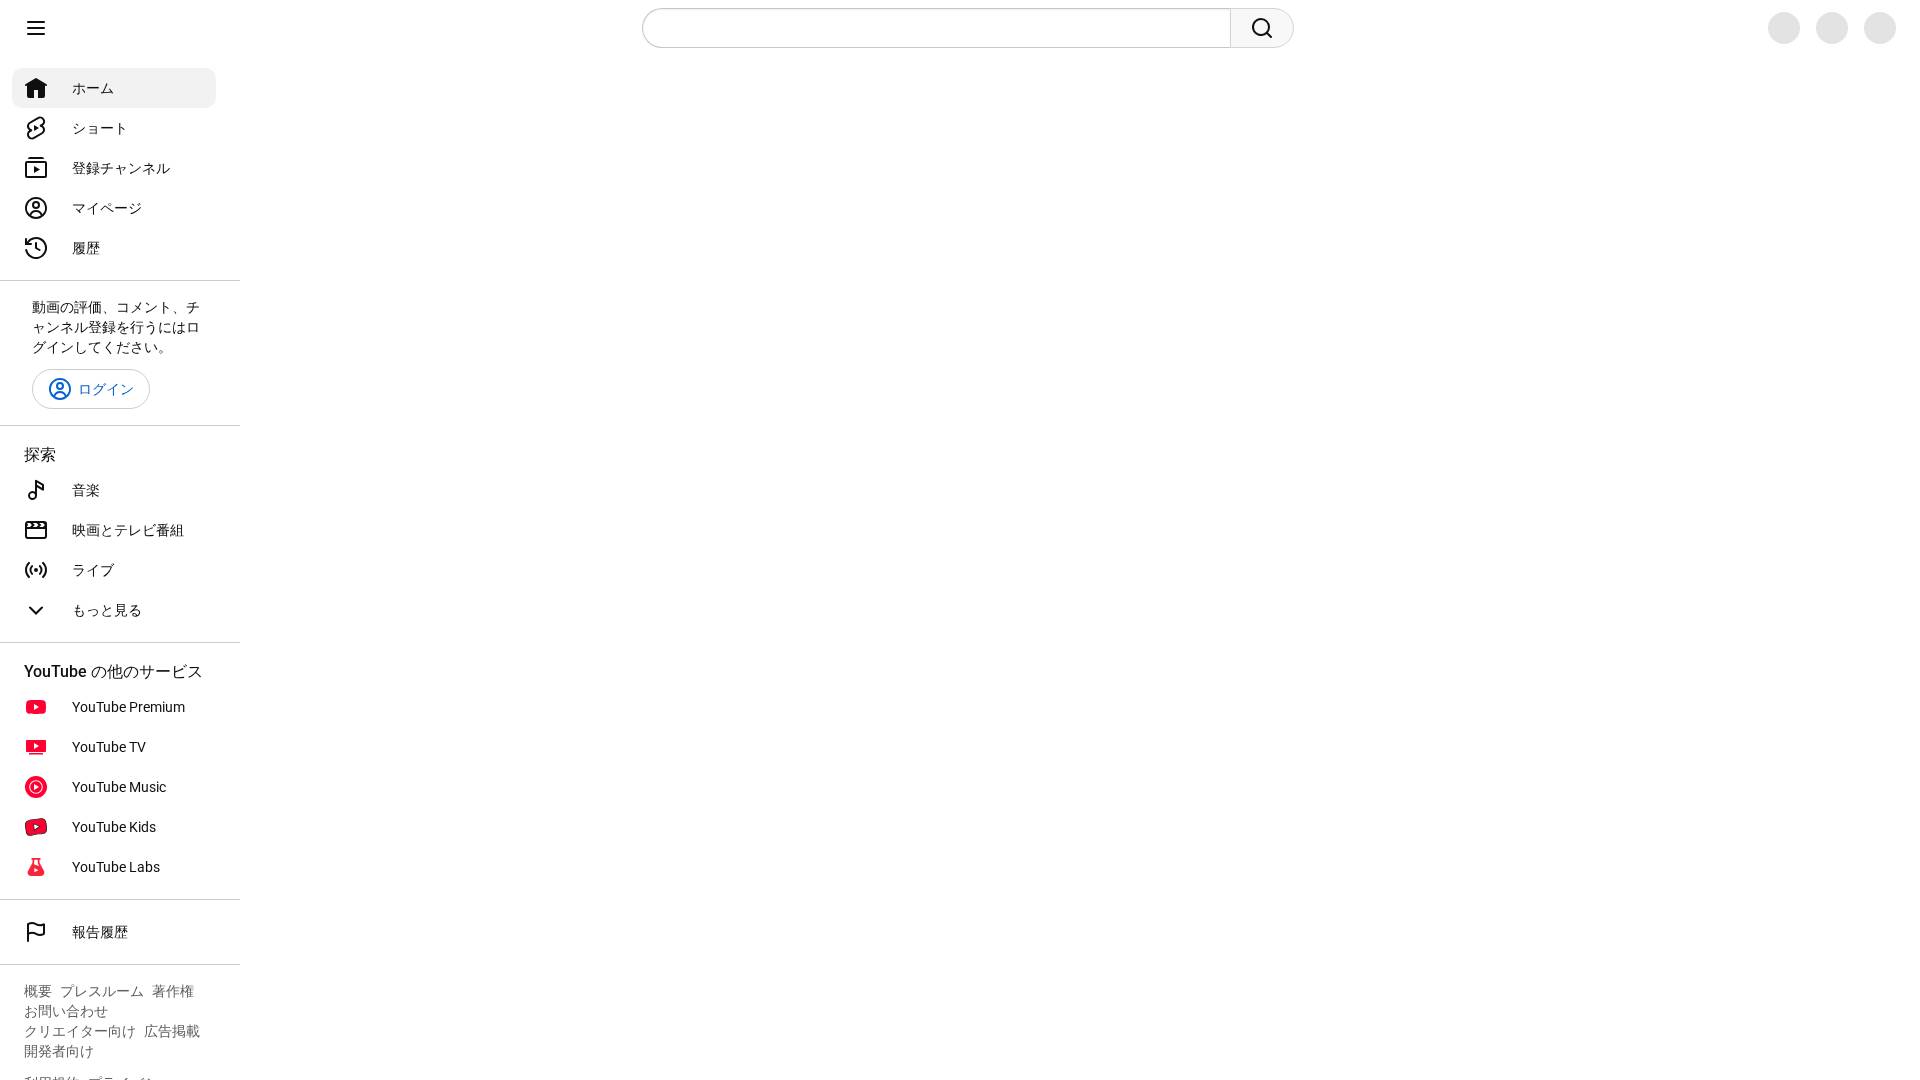 ホーム
ショート
登録チャンネル
マイページ
履歴
動画の評価、コメント、チ
ャンネル登録を行うにはロ
グインしてください。
ログイン
探索
音楽
映画とテレビ番組
ライブ
もっと見る
YouTube の他のサービス
YouTube Premium
YouTube TV
YouTube Music
YouTube Kids
YouTube Labs
報告履歴
概要 プレスルーム 著作権
お問い合わせ
クリエイター向け 広告掲載
開発者向け